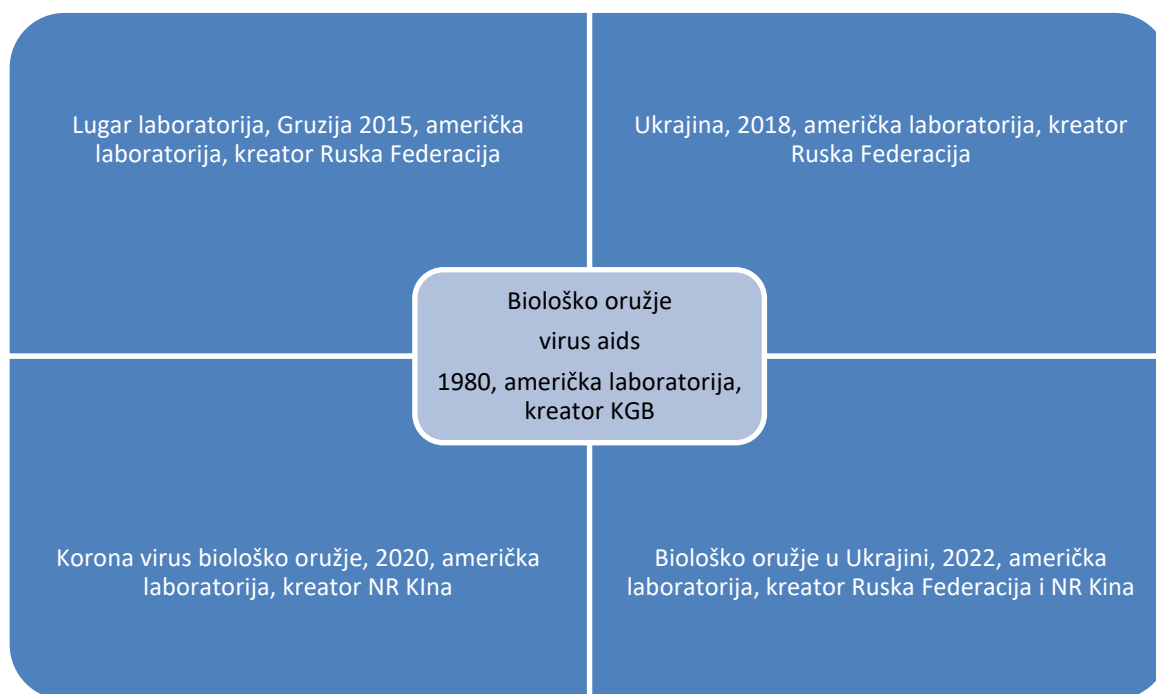 Lugar laboratorija, Gruzija 2015, američka
laboratorija, kreator Ruska Federacija
Ukrajina, 2018, američka laboratorija, kreator
Ruska Federacija
Biološko oružje
virus aids
1980, američka laboratorija,
kreator KGB
Korona virus biološko oružje, 2020, američka
laboratorija, kreator NR KIna
Biološko oružje u Ukrajini, 2022, američka
laboratorija, kreator Ruska Federacija i NR Kina